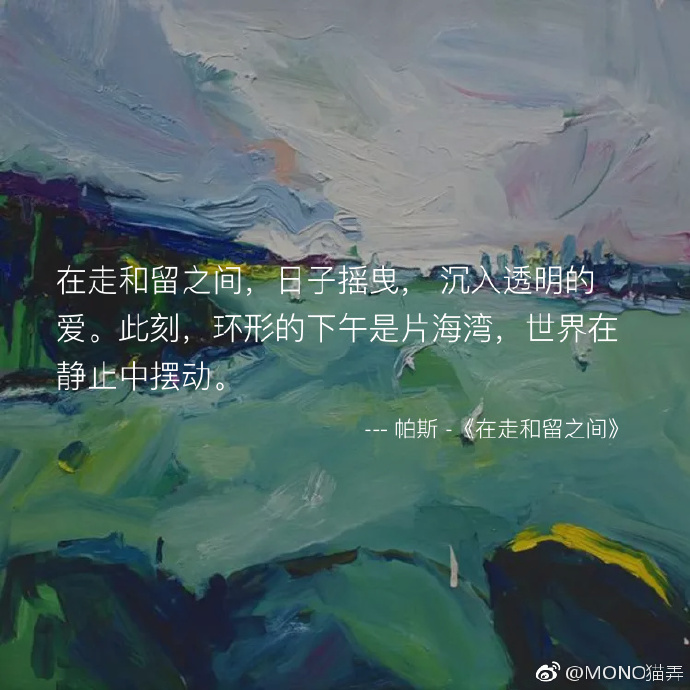 在走和留之间，日子摇曳， 沉入透明的
爱。此刻，环形的下午是片海湾，世界在
静止中摆动。
--- 帕斯 -《在走和留之间》
@MONO猫弄